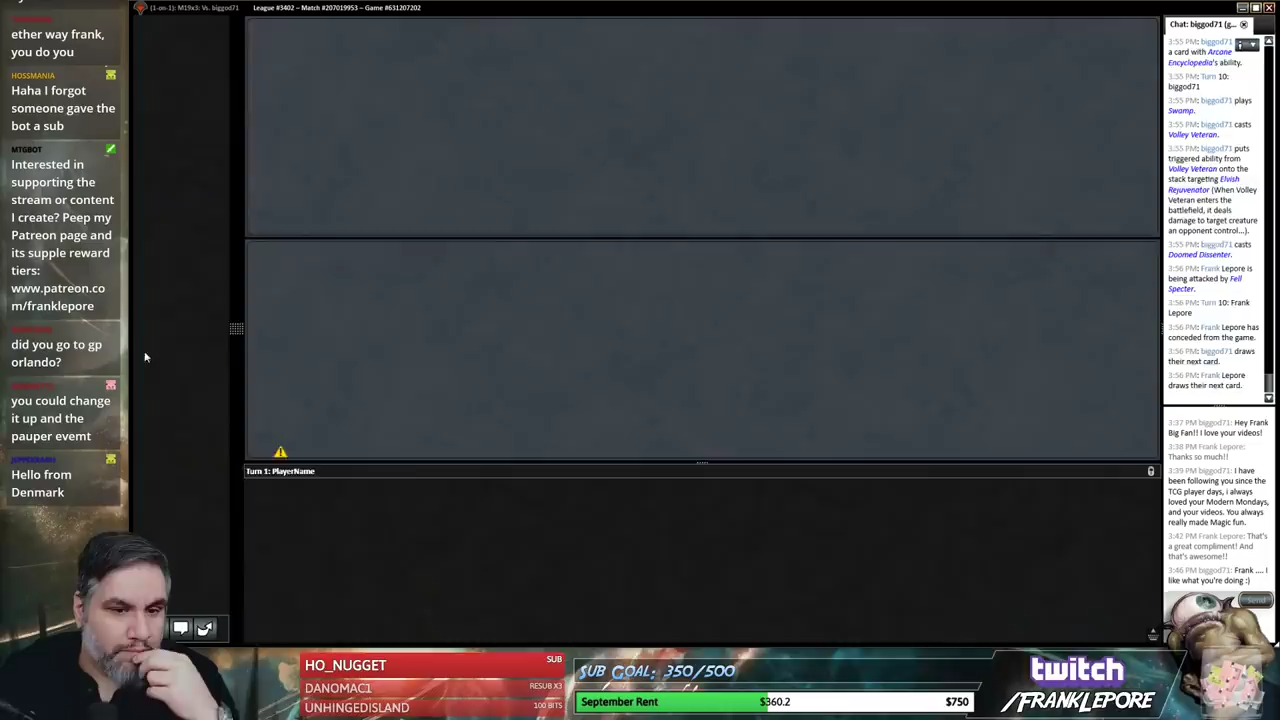 ether way frank,
you do you
HOSSMANIA
Haha I forgot
someone gave the
bot a sub
MTGBOT
Interested in
supporting the
stream or content
I create? Peep my
Patreon page and
its supple reward
tiers:
www.patreon.co
m/franklepore
did you go to gp
orlando?
you could change
it up and the
pauper evemt
Hello from
Denmark
(1-on-1): M19x3: Vs. biggod71
League #3402 – Match #207019953 – Game #631207202
Turn 1: PlayerName
Chat: biggod71 (g...
3:55 PM: biggod71
a card with Arcane
Encyclopedia's ability.
3:55 PM: Turn 10:
biggod71
3:55 PM: biggod71 plays
Swamp.
3:55 PM: biggod71 casts
Volley Veteran.
3:55 PM: biggod71 puts
triggered ability from
Volley Veteran onto the
stack targeting Elvish
Rejuvenator (When Volley
Veteran enters the
battlefield, it deals
damage to target creature
an opponent control...).
3:55 PM: biggod71 casts
Doomed Dissenter.
3:56 PM: Frank Lepore is
being attacked by Fell
Specter.
3:56 PM: Turn 10: Frank
Lepore
3:56 PM: Frank Lepore has
conceded from the game.
3:56 PM: biggod71 draws
their next card.
3:56 PM: Frank Lepore
draws their next card.
3:37 PM biggod71: Hey Frank
Big Fan!! I love your videos!
3:38 PM Frank Lepore:
Thanks so much!!
3:39 PM biggod71: I have
been following you since the
TCG player days, i always
loved your Modern Mondays,
and your videos. You always
really made Magic fun.
3:42 PM Frank Lepore: That's
a great compliment! And
that's awesome!!
3:46 PM biggod71: Frank .... I
like what you're doing :)
Send
HO_NUGGET SUB
DANOMAC1 RESUB X3
UNHINGEDISLAND 100 BITS
SUB GOAL: 350/500
September Rent $360.2 $750
twitch
/FRANKLEPORE